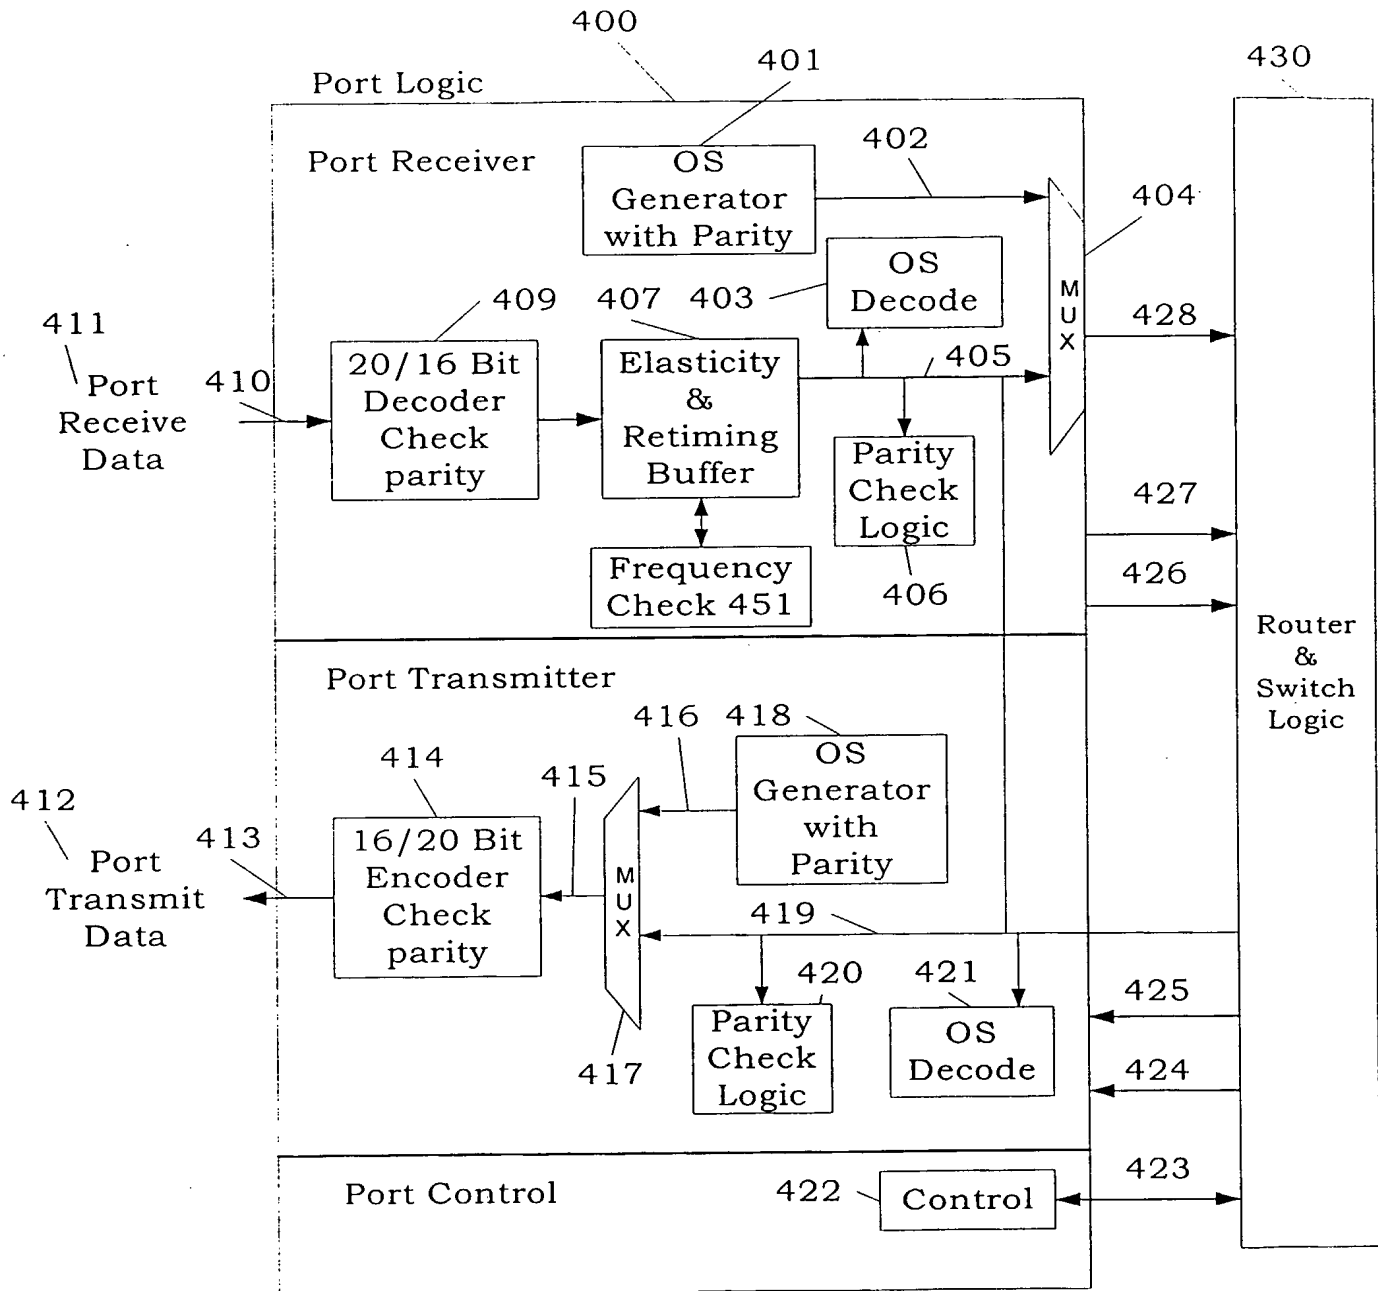 400
401
430
Port Logic
402
Port Receiver
OS
Generator
with Parity
404
OS
Decode
409
407
403
MUX
428
411
20/16 Bit
Decoder
Check
parity
Elasticity
&
Retiming
Buffer
405
Port
Receive
Data
410
Parity
Check
Logic
427
Frequency
Check 451
406
426
Router
&
Switch
Logic
Port Transmitter
416
418
414
415
OS
Generator
with
Parity
412
413
16/20 Bit
Encoder
Check
parity
MUX
Port
Transmit
Data
419
420
421
425
Parity
Check
Logic
OS
Decode
417
424
423
Port Control
422
Control